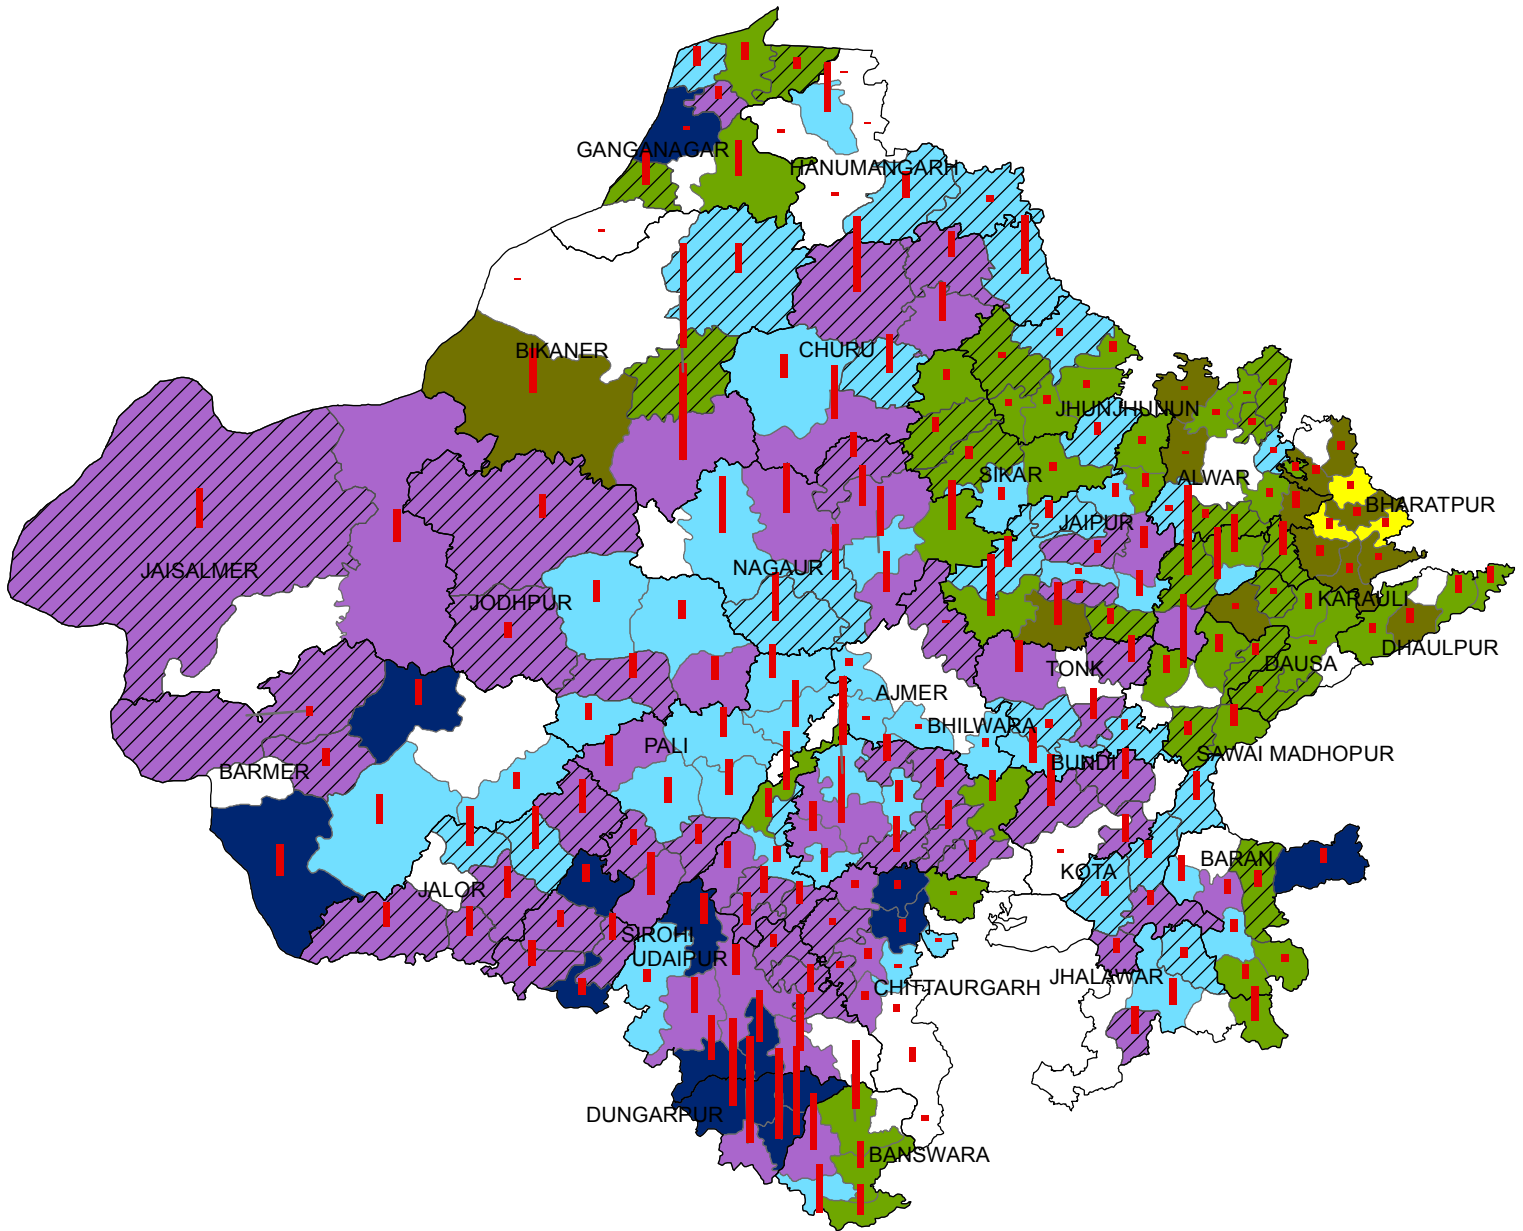 GANGANAGAR
HANUMANGARH
BIKANER
CHURU
JHUNJHUNUN
SIKAR
ALWAR
BHARATPUR
JAIPUR
NAGAUR
JAISALMER
JODHPUR
KARAULI
DHAULPUR
DAUSA
TONK
AJMER
BHILWARA
PALI
SAWAI MADHOPUR
BUNDI
BARMER
BARAN
KOTA
JALOR
SIROHI
UDAIPUR
JHALAWAR
CHITTAURGARH
DUNGARPUR
BANSWARA